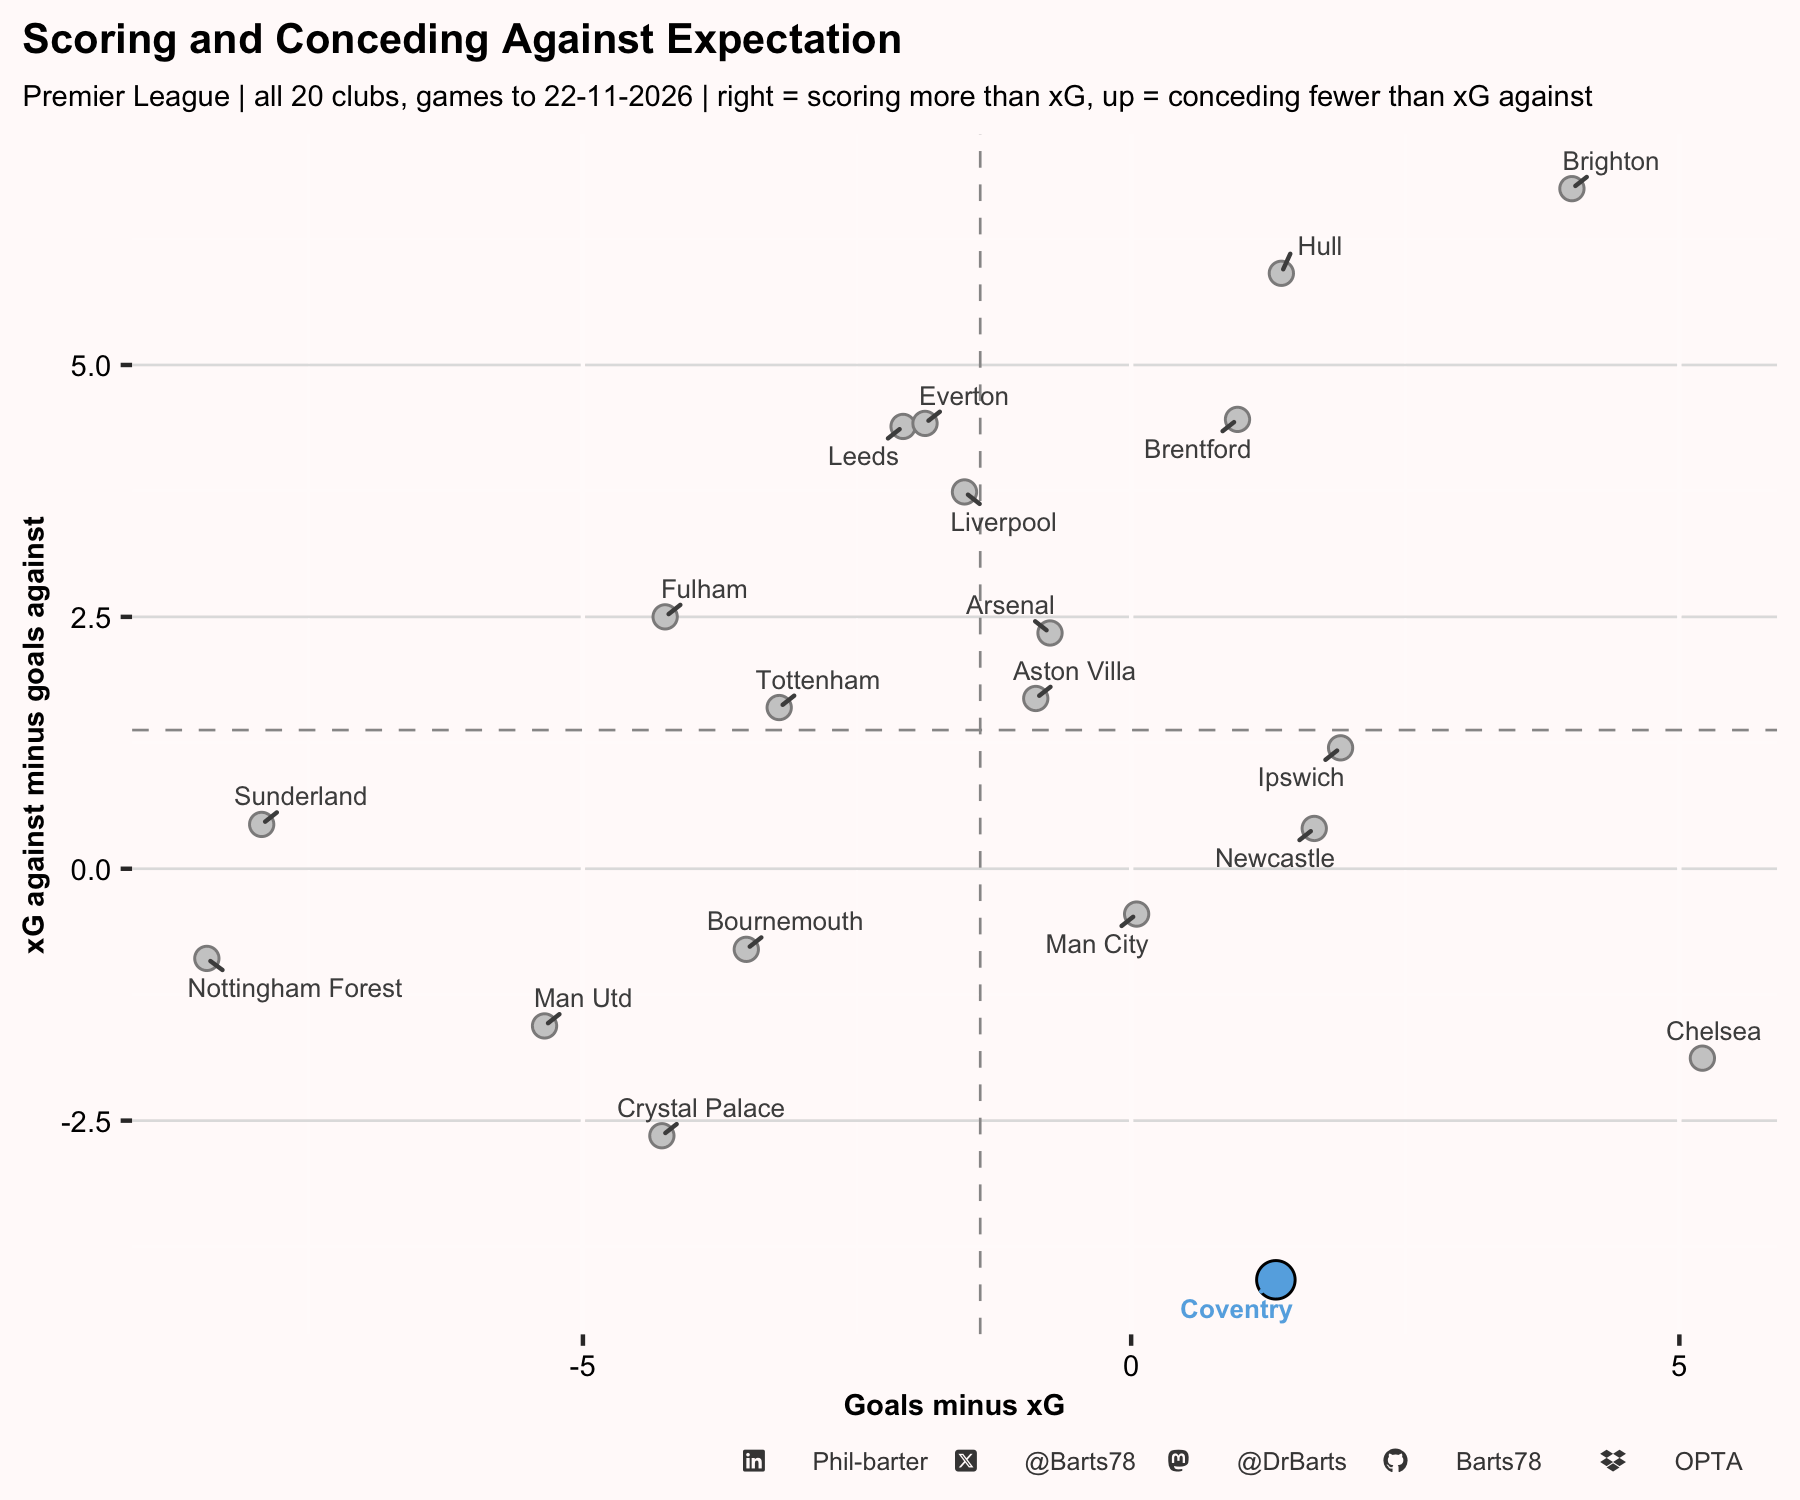 Scoring and Conceding Against Expectation
Premier League | all 20 clubs, games to 22-11-2026 | right = scoring more than xG, up = conceding fewer than xG against
Brighton
Hull
5.0
Everton
Leeds
Brentford
Liverpool
Fulham
Arsenal
2.5
Aston Villa
Tottenham
Ipswich
Sunderland
Newcastle
0.0
Bournemouth
Man City
Nottingham Forest
Man Utd
Chelsea
Crystal Palace
-2.5
Coventry
xG against minus goals against
-5 0 5
Goals minus xG
Phil-barter @Barts78 @DrBarts Barts78 OPTA